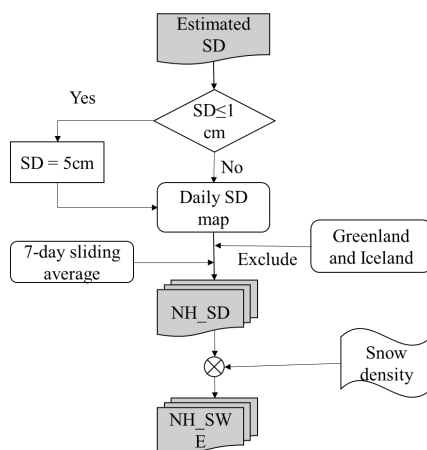 Estimated
SD
Yes
SD≤1
cm
SD = 5cm
No
Daily SD
map
7-day sliding
average
Exclude
Greenland
and Iceland
NH_SD
Snow
density
NH_SW
E